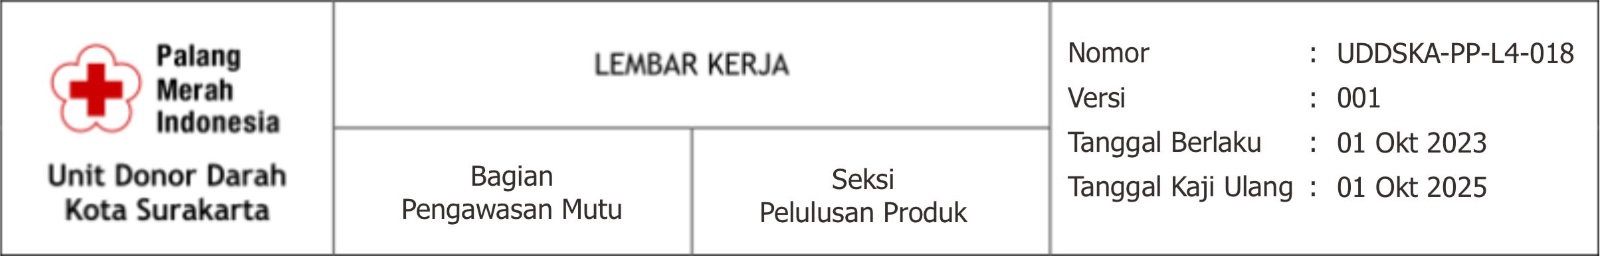 Palang
Merah
Indonesia
Unit Donor Darah
Kota Surakarta
LEMBAR KERJA
Bagian
Pengawasan Mutu
Seksi
Pelulusan Produk
Nomor : UDDSKA-PP-L4-018
Versi : 001
Tanggal Berlaku : 01 Okt 2023
Tanggal Kaji Ulang : 01 Okt 2025